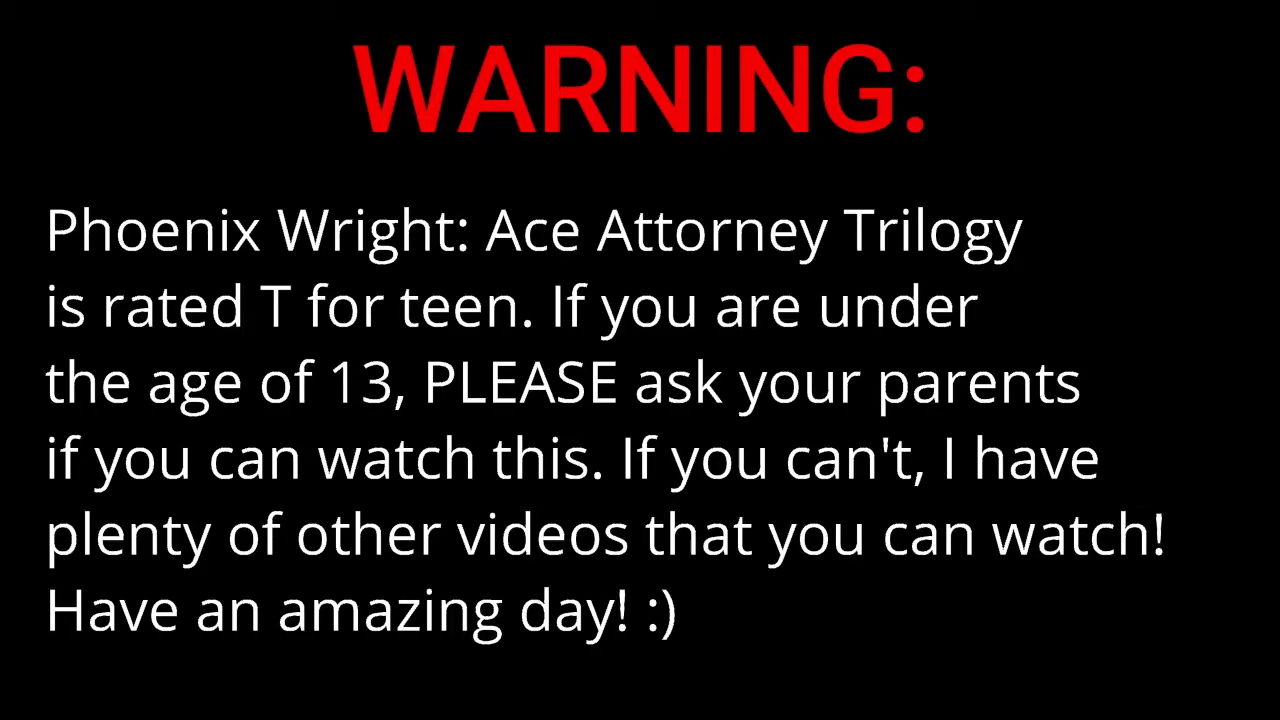 WARNING:
Phoenix Wright: Ace Attorney Trilogy
is rated T for teen. If you are under
the age of 13, PLEASE ask your parents
if you can watch this. If you can't, I have
plenty of other videos that you can watch!
Have an amazing day! :)